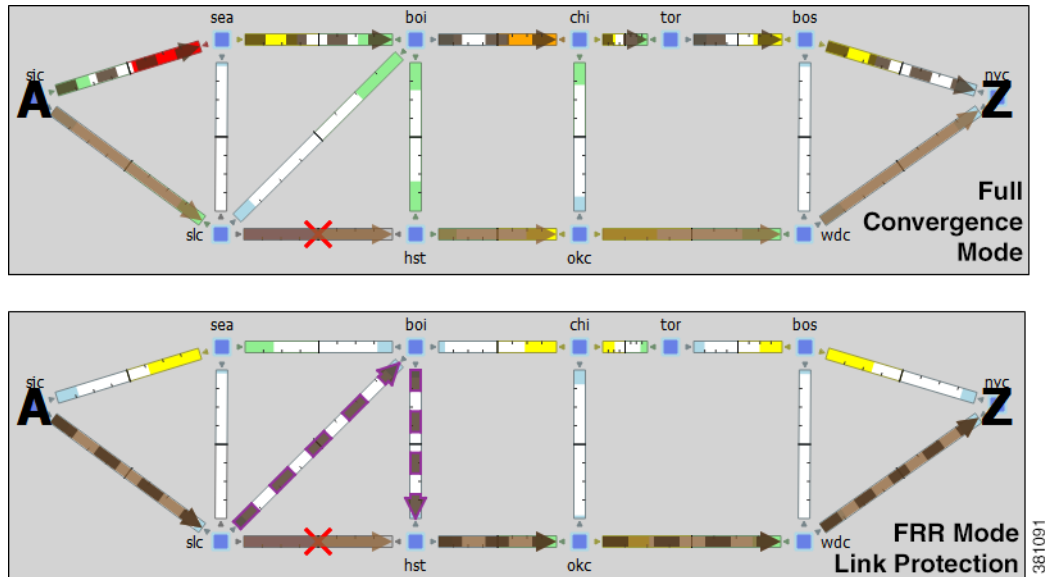 sea boi chi tor bos
sjc nyc
A Z
slc hst okc wdc
Full
Convergence
Mode
sea boi chi tor bos
sjc nyc
A Z
slc hst okc wdc
FRR Mode
Link Protection
381091